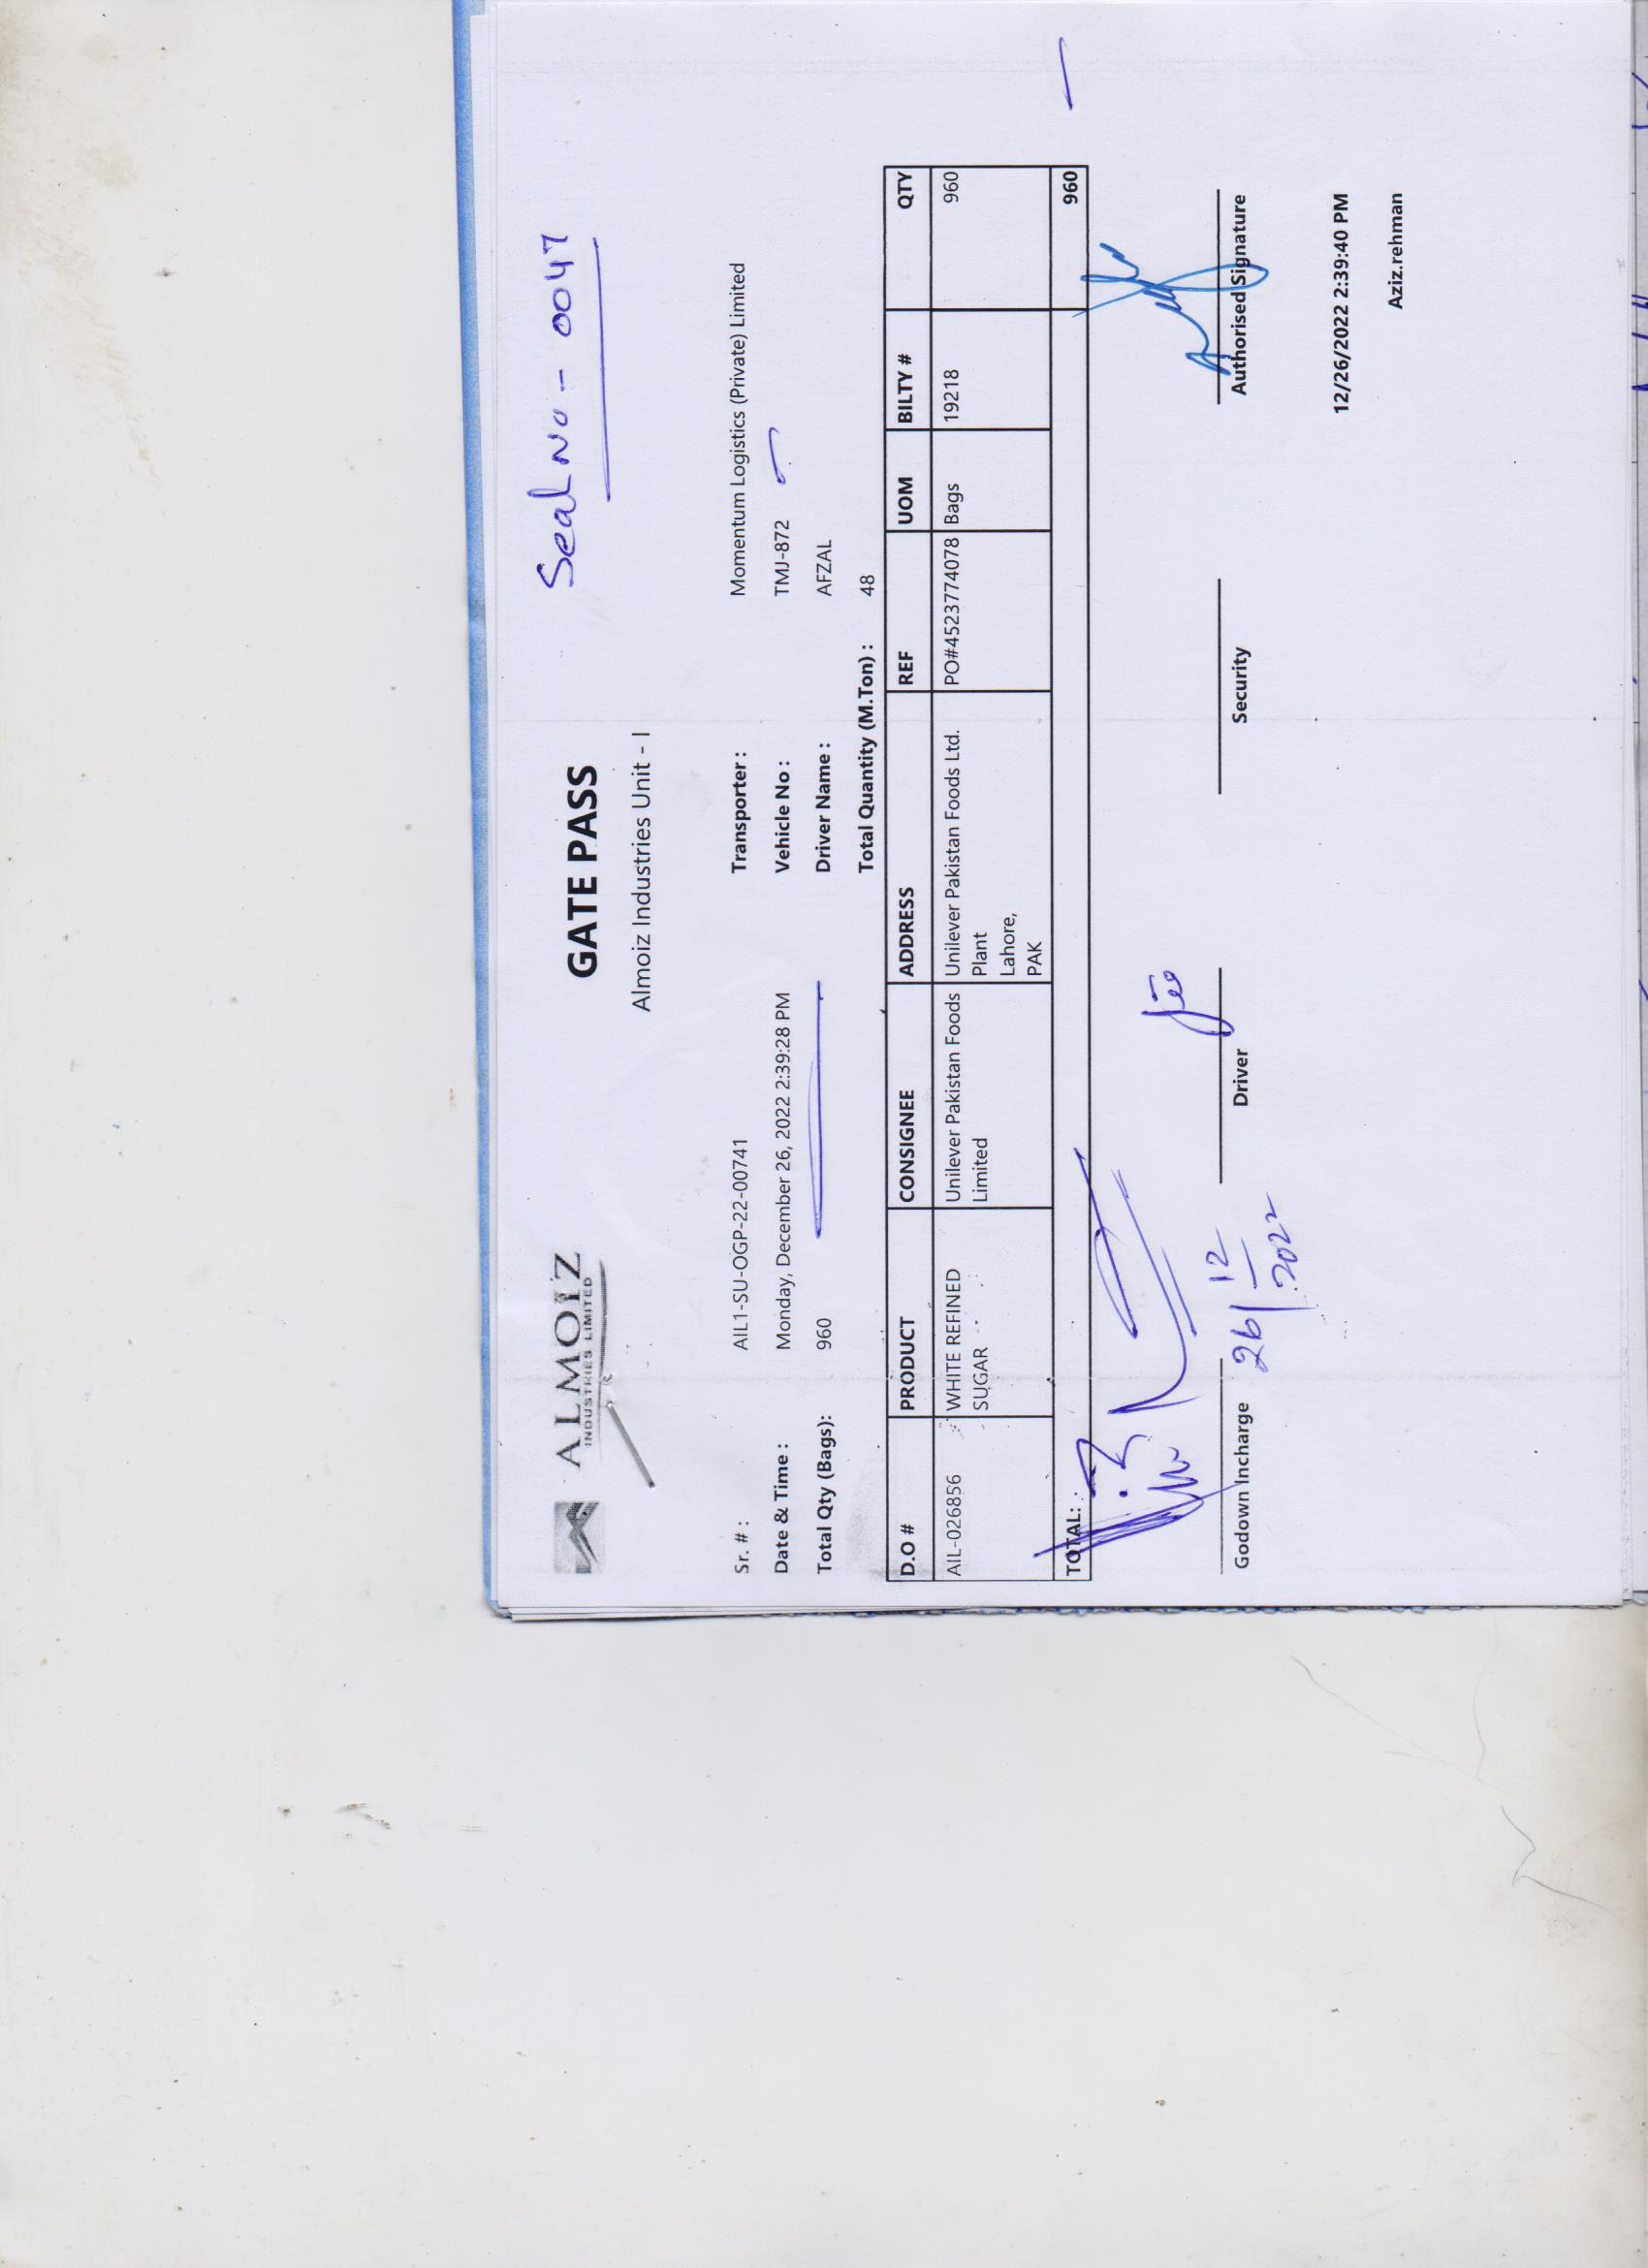 ALMOIZ
INDUSTRIES LIMITED
GATE PASS
Almoiz Industries Unit - I
Seal No - 0047
Sr. # : AIL1-SU-OGP-22-00741 Transporter : Momentum Logistics (Private) Limited
Date & Time : Monday, December 26, 2022 2:39:28 PM Vehicle No : TMJ-872
Total Qty (Bags): 960 Driver Name : AFZAL
Total Quantity (M.Ton) : 48
D.O # PRODUCT CONSIGNEE ADDRESS REF UOM BILTY # QTY
AIL-026856 WHITE REFINED Unilever Pakistan Foods Unilever Pakistan Foods Ltd. PO#4523774078 Bags 19218 960
SUGAR Limited Plant
Lahore,
PAK
TOTAL: 960
Godown Incharge Driver Security Authorised Signature
26/12
2022
12/26/2022 2:39:40 PM
Aziz.rehman